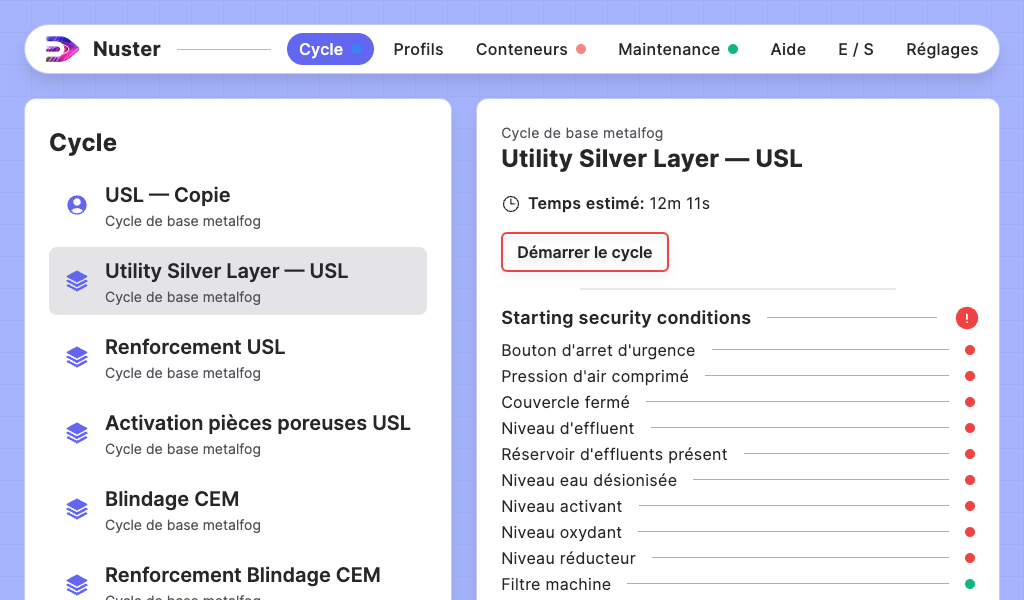 Nuster
Cycle
Profils
Conteneurs
Maintenance
Aide
E / S
Réglages
Cycle
USL — Copie
Cycle de base metalfog
Utility Silver Layer — USL
Cycle de base metalfog
Renforcement USL
Cycle de base metalfog
Activation pièces poreuses USL
Cycle de base metalfog
Blindage CEM
Cycle de base metalfog
Renforcement Blindage CEM
Cycle de base metalfog
Cycle de base metalfog
Utility Silver Layer — USL
Temps estimé: 12m 11s
Démarrer le cycle
Starting security conditions
Bouton d'arret d'urgence
Pression d'air comprimé
Couvercle fermé
Niveau d'effluent
Réservoir d'effluents présent
Niveau eau désionisée
Niveau activant
Niveau oxydant
Niveau réducteur
Filtre machine